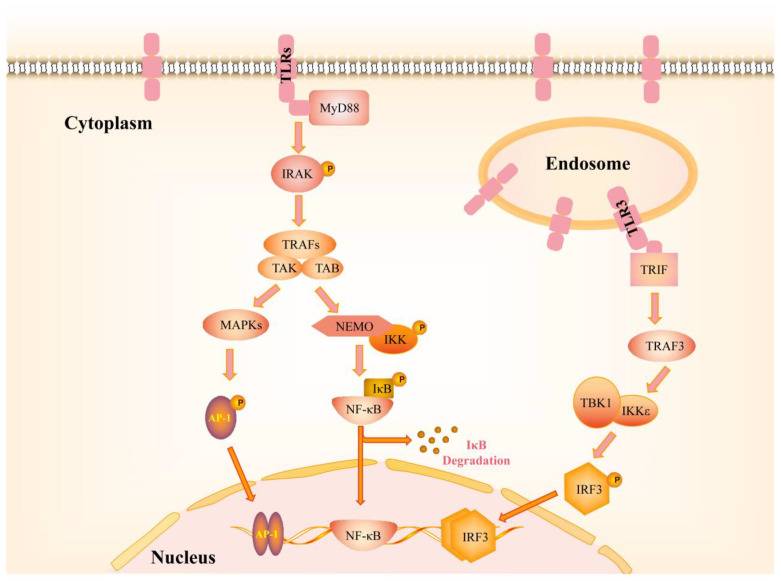 TLRs
MyD88
Cytoplasm
IRAK
P
Endosome
TLR3
TRIF
TRAFs
TAK
TAB
MAPKs
NEMO
IKK
P
TRAF3
IκB
P
NF-κB
AP-1
P
TBK1
IKKε
IκB
Degradation
IRF3
P
AP-1
NF-κB
IRF3
Nucleus